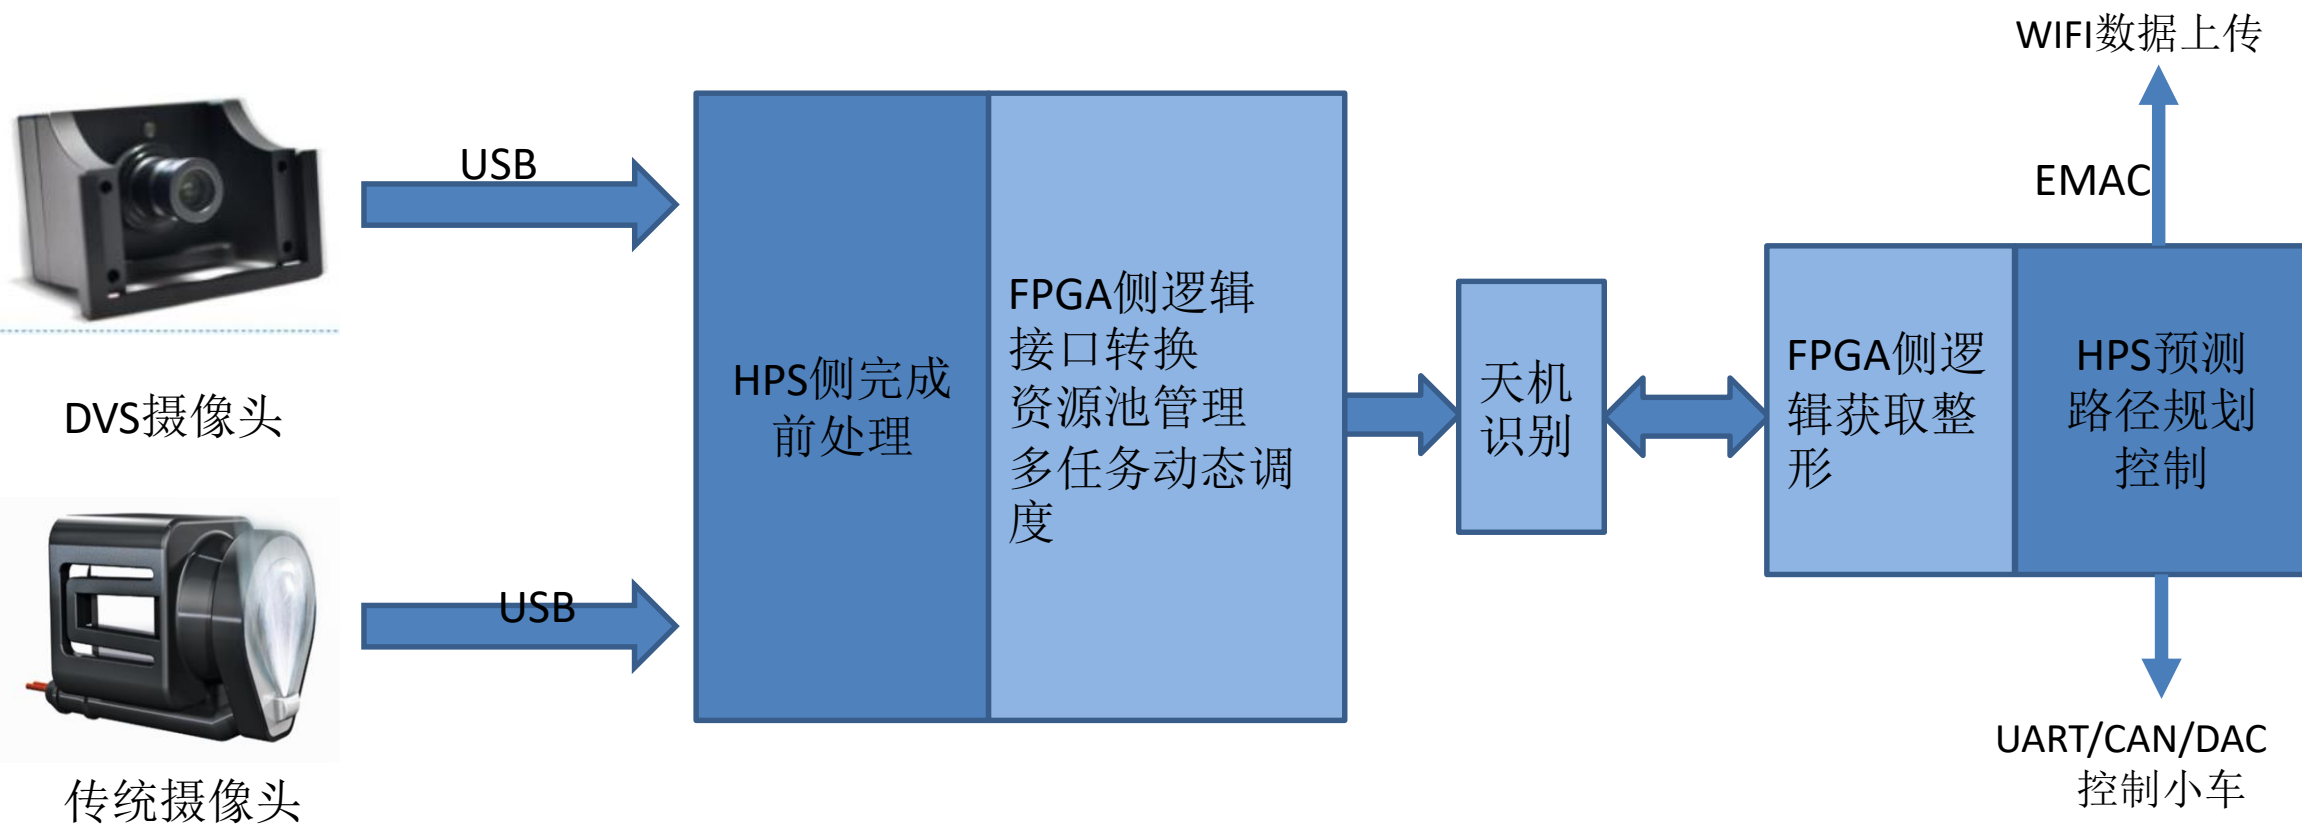 USB
DVS摄像头
USB
传统摄像头
HPS侧完成
前处理
FPGA侧逻辑
接口转换
资源池管理
多任务动态调
度
天机
识别
FPGA侧逻
辑获取整
形
HPS预测
路径规划
控制
WIFI数据上传
EMAC
UART/CAN/DAC
控制小车